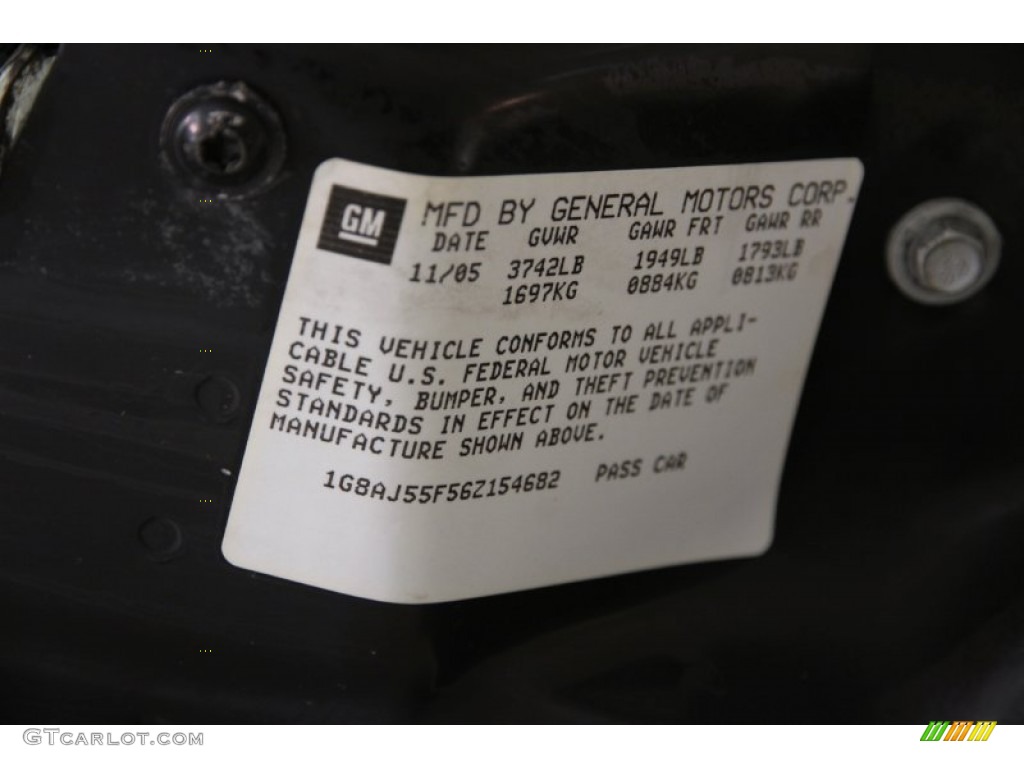 GM
MFD BY GENERAL MOTORS CORP.
DATE GVWR GAWR FRT GAWR RR
11/05 3742LB 1949LB 1793LB
1697KG 0884KG 0813KG
THIS VEHICLE CONFORMS TO ALL APPLI-
CABLE U.S. FEDERAL MOTOR VEHICLE
SAFETY, BUMPER, AND THEFT PREVENTION
STANDARDS IN EFFECT ON THE DATE OF
MANUFACTURE SHOWN ABOVE.
1G8AJ55F56Z154682 PASS CAR
GTCARLOT.COM